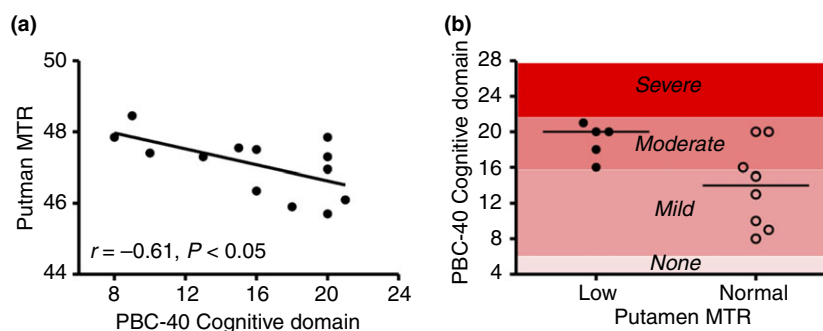 (a)
50
48
46
44
Putman MTR
r = –0.61, P < 0.05
8 12 16 20 24
PBC-40 Cognitive domain
(b)
28
24
20
16
12
8
4
PBC-40 Cognitive domain
Severe
Moderate
Mild
None
Low Normal
Putamen MTR